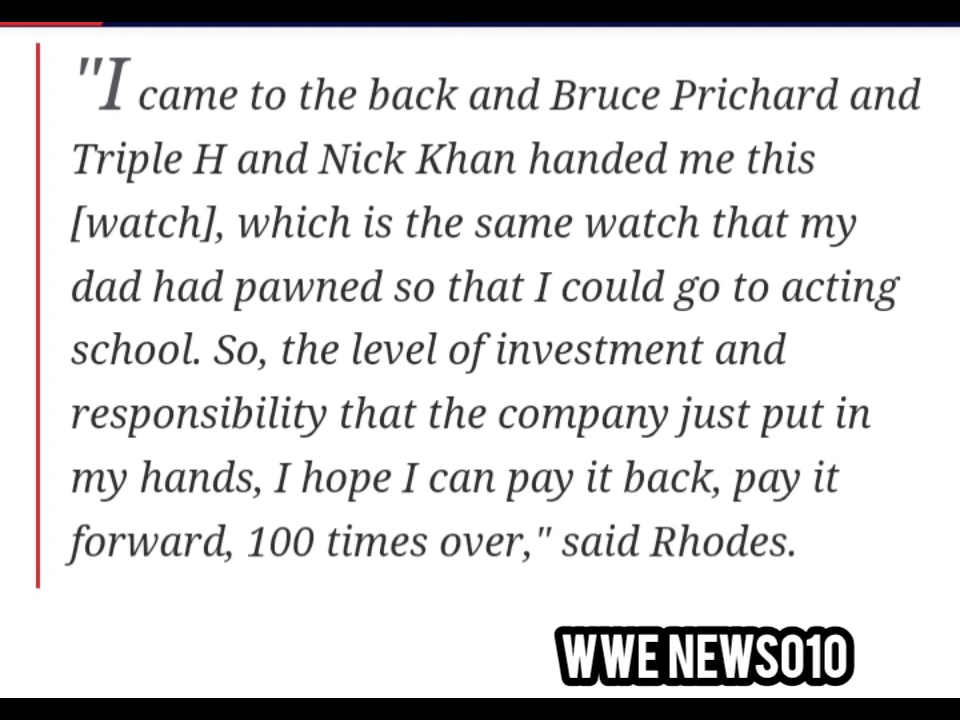 "I came to the back and Bruce Prichard and
Triple H and Nick Khan handed me this
[watch], which is the same watch that my
dad had pawned so that I could go to acting
school. So, the level of investment and
responsibility that the company just put in
my hands, I hope I can pay it back, pay it
forward, 100 times over," said Rhodes.
WWE NEWS010